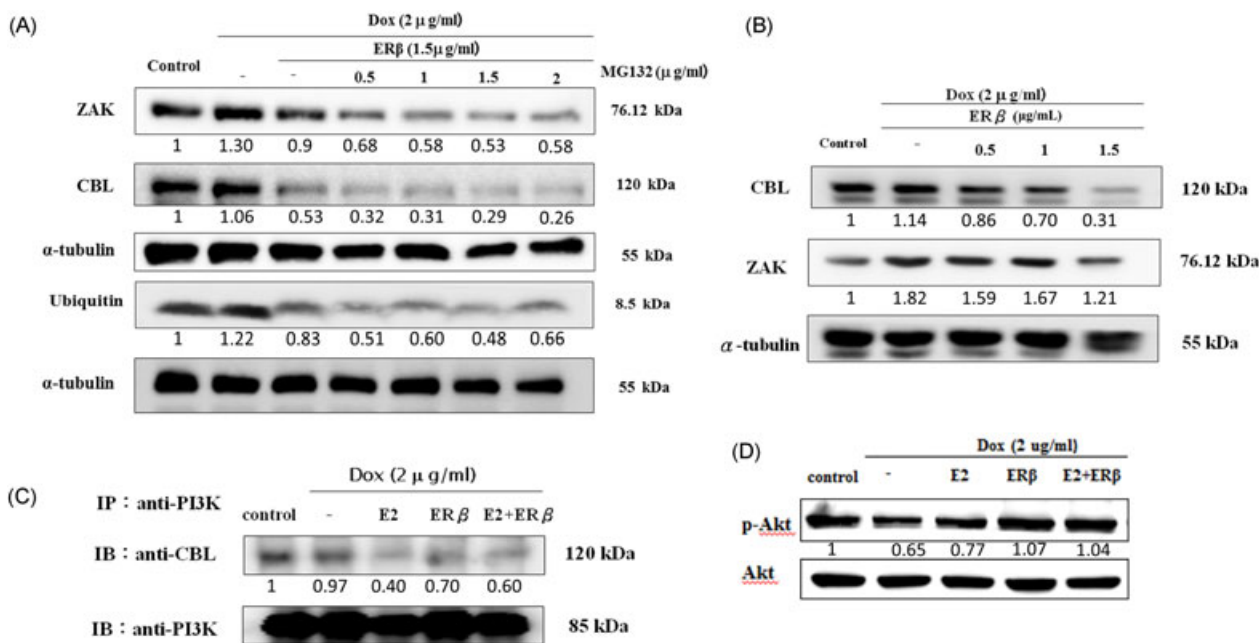 (A)
Dox (2 μg/ml)
ERβ (1.5μg/ml)
Control - - 0.5 1 1.5 2 MG132 (μg/ml)
ZAK 76.12 kDa
1 1.30 0.9 0.68 0.58 0.53 0.58
CBL 120 kDa
1 1.06 0.53 0.32 0.31 0.29 0.26
α-tubulin 55 kDa
Ubiquitin 8.5 kDa
1 1.22 0.83 0.51 0.60 0.48 0.66
α-tubulin 55 kDa
(B)
Dox (2 μg/ml)
ER β (μg/mL)
Control - 0.5 1 1.5
CBL 120 kDa
1 1.14 0.86 0.70 0.31
ZAK 76.12 kDa
1 1.82 1.59 1.67 1.21
α-tubulin 55 kDa
(C)
Dox (2 μg/ml)
IP：anti-PI3K control - E2 ER β E2+ER β
IB：anti-CBL 120 kDa
1 0.97 0.40 0.70 0.60
IB：anti-PI3K 85 kDa
(D)
Dox (2 ug/ml)
control - E2 ERβ E2+ERβ
p-Akt
1 0.65 0.77 1.07 1.04
Akt